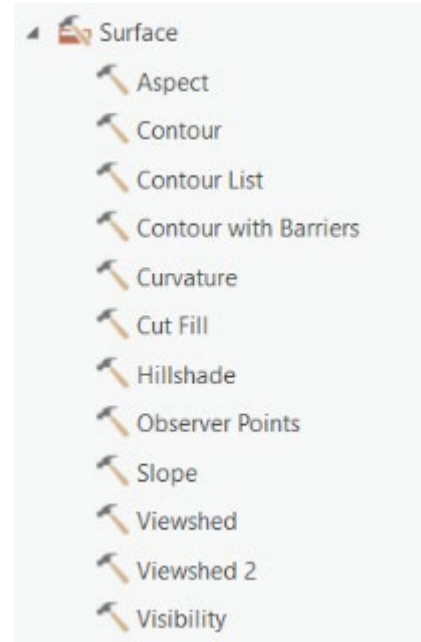 Surface
Aspect
Contour
Contour List
Contour with Barriers
Curvature
Cut Fill
Hillshade
Observer Points
Slope
Viewshed
Viewshed 2
Visibility